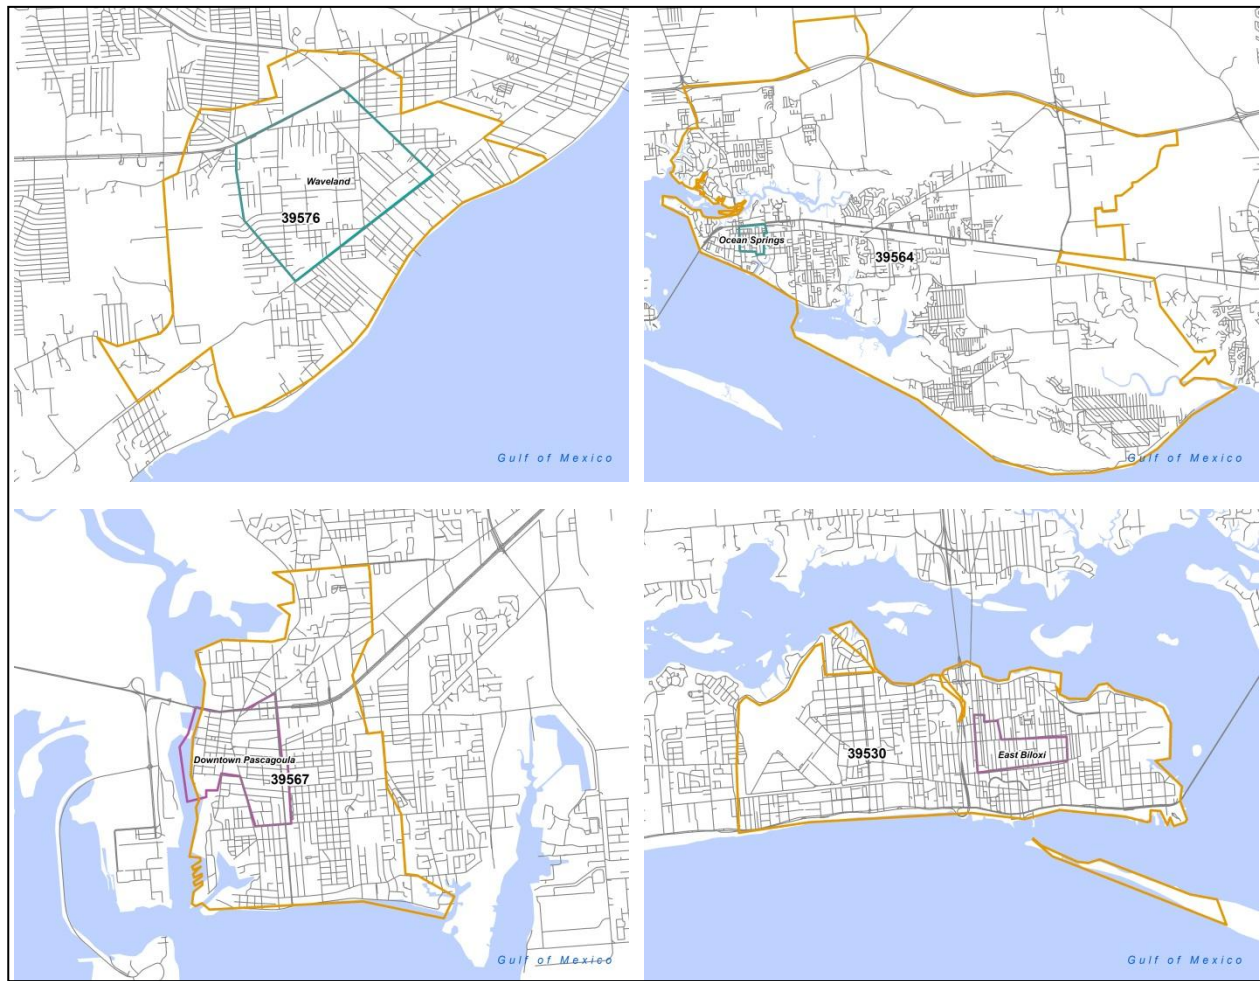 Waveland
39576
Gulf of Mexico
Ocean Springs
39564
Gulf of Mexico
Downtown Pascagoula
39567
Gulf of Mexico
East Biloxi
39530
Gulf of Mexico